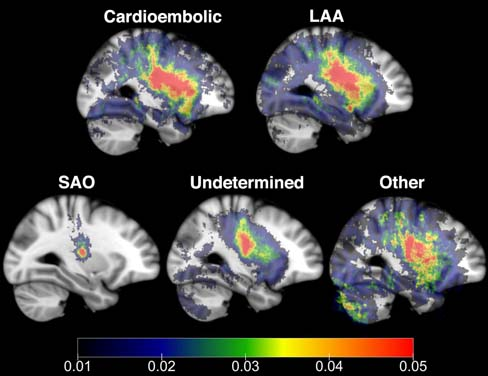 Cardioembolic LAA
SAO Undetermined Other
0.01 0.02 0.03 0.04 0.05